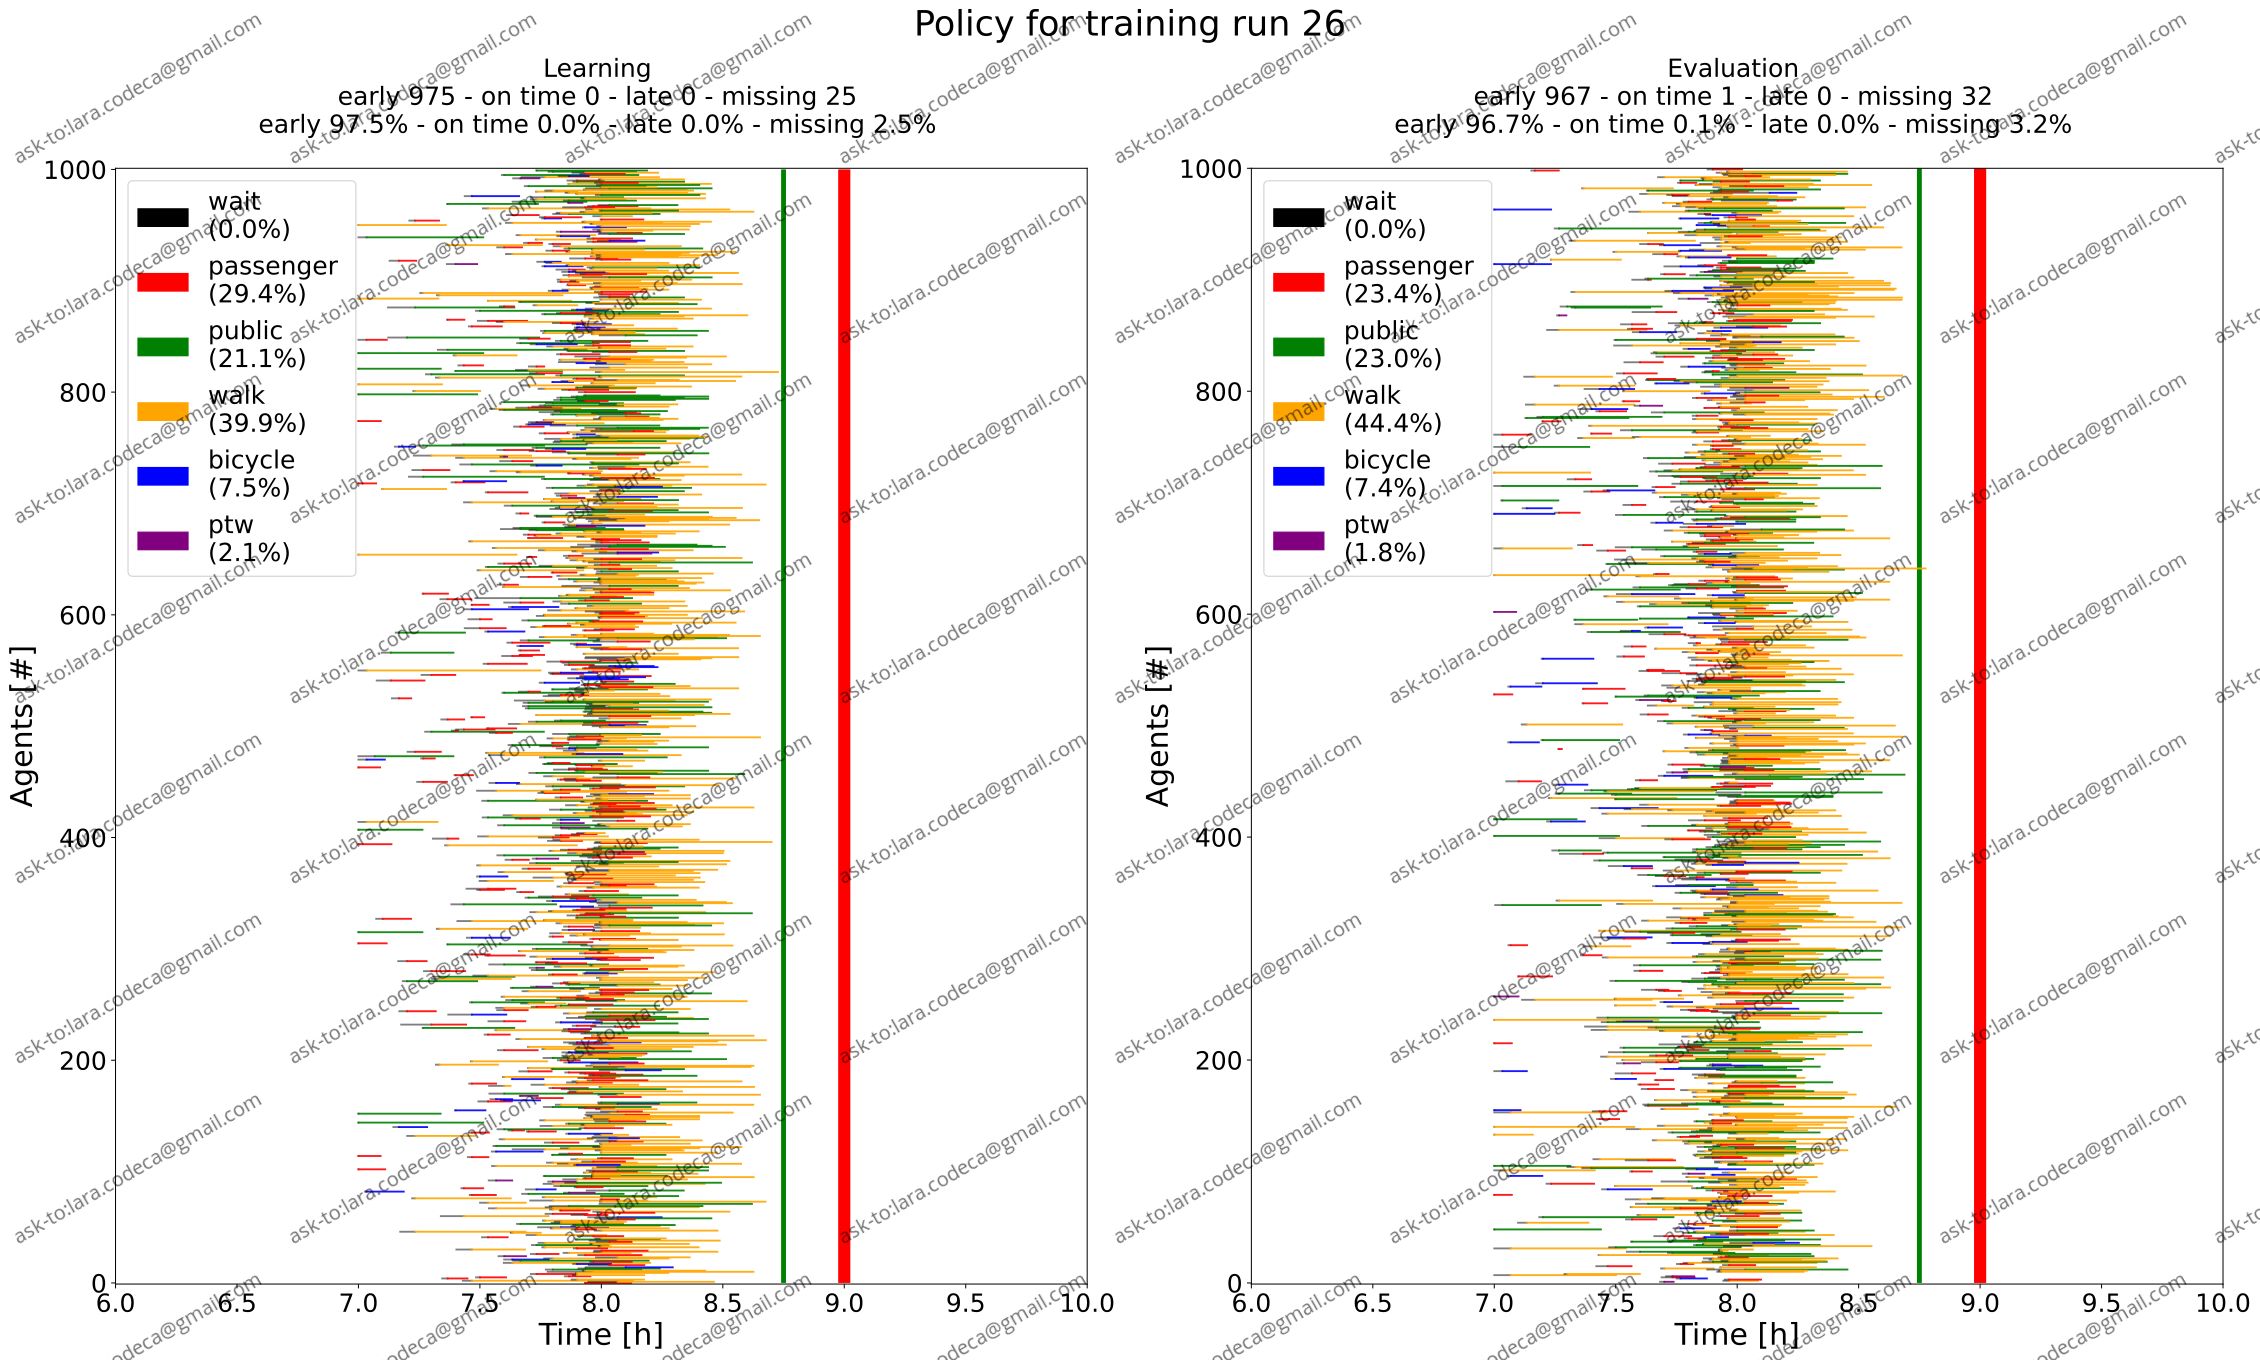 Policy for training run 26
Learning
early 975 - on time 0 - late 0 - missing 25
early 97.5% - on time 0.0% - late 0.0% - missing 2.5%
Agents [#]
1000
800
600
400
200
0
wait
(0.0%)
passenger
(29.4%)
public
(21.1%)
walk
(39.9%)
bicycle
(7.5%)
ptw
(2.1%)
6.0 6.5 7.0 7.5 8.0 8.5 9.0 9.5 10.0
Time [h]
Evaluation
early 967 - on time 1 - late 0 - missing 32
early 96.7% - on time 0.1% - late 0.0% - missing 3.2%
Agents [#]
1000
800
600
400
200
0
wait
(0.0%)
passenger
(23.4%)
public
(23.0%)
walk
(44.4%)
bicycle
(7.4%)
ptw
(1.8%)
6.0 6.5 7.0 7.5 8.0 8.5 9.0 9.5 10.0
Time [h]
ask-to:lara.codeca@gmail.com